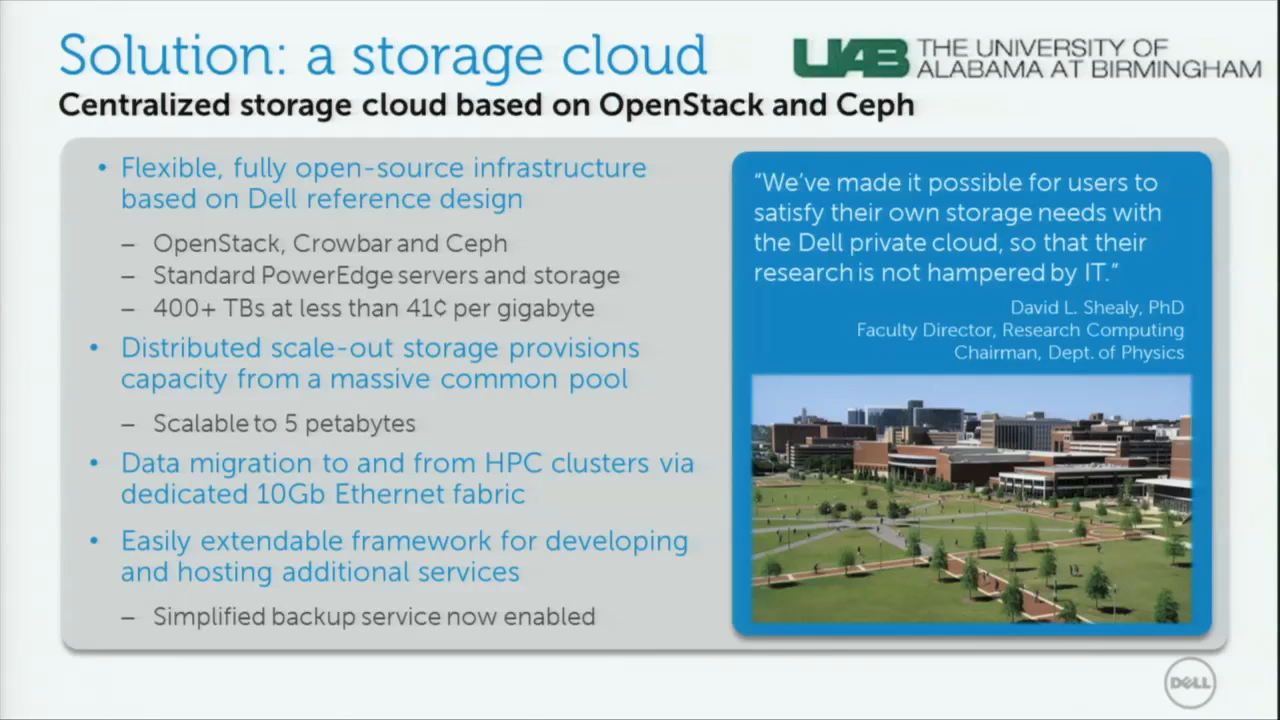 Solution: a storage cloud
UAB THE UNIVERSITY OF
ALABAMA AT BIRMINGHAM
Centralized storage cloud based on OpenStack and Ceph
• Flexible, fully open-source infrastructure
based on Dell reference design
– OpenStack, Crowbar and Ceph
– Standard PowerEdge servers and storage
– 400+ TBs at less than 41¢ per gigabyte
• Distributed scale-out storage provisions
capacity from a massive common pool
– Scalable to 5 petabytes
• Data migration to and from HPC clusters via
dedicated 10Gb Ethernet fabric
• Easily extendable framework for developing
and hosting additional services
– Simplified backup service now enabled
“We’ve made it possible for users to
satisfy their own storage needs with
the Dell private cloud, so that their
research is not hampered by IT.”
David L. Shealy, PhD
Faculty Director, Research Computing
Chairman, Dept. of Physics
DELL